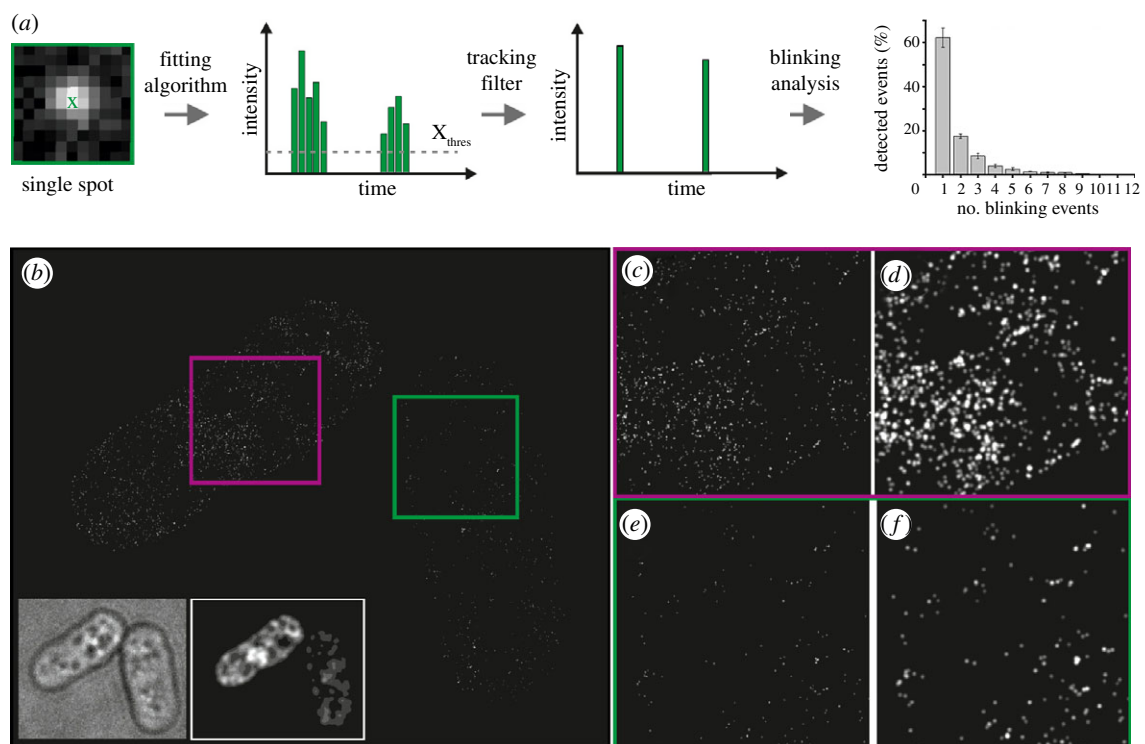 (a)
x
single spot
fitting
algorithm
intensity
X thres
time
tracking
filter
intensity
time
blinking
analysis
detected events (%)
60
40
20
0
1 2 3 4 5 6 7 8 9 10 11 12
no. blinking events
(b)
(c)
(d)
(e)
(f)